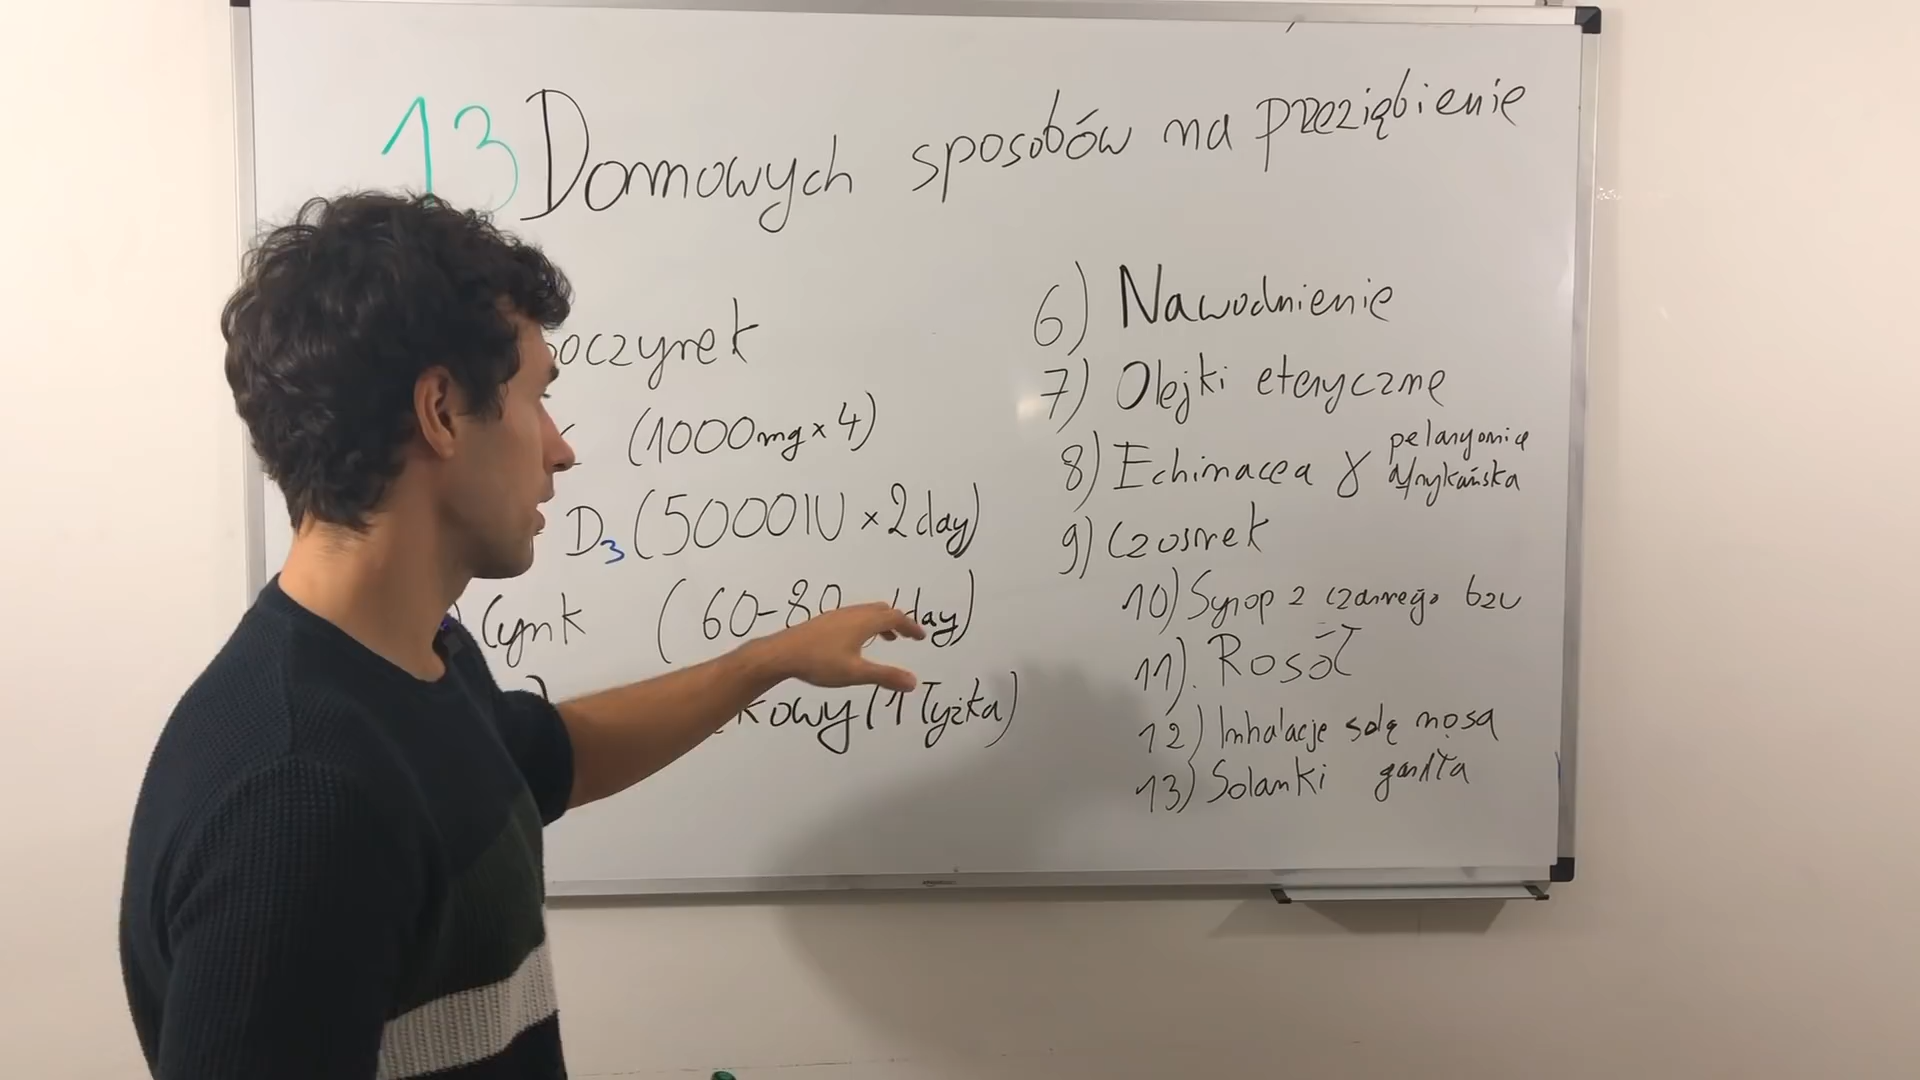 13 Domowych sposobów na przeziębienie
oczynek
(1000mg x 4)
D3 (5000IU x 2 day)
Cynk (60-80 /day)
kowy (1 łyżka)
6) Nawodnienie
7) Olejki eteryczne
8) Echinacea pelargonia Afrykańska
9) Czosnek
10) Syrop z czarnego bzu
11). Rosół
12) Inhalacje solą nosa
13) Solanki gardła